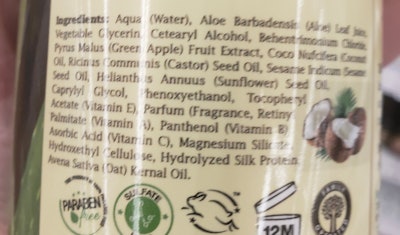 Ingredients: Aqua (Water), Aloe Barbadensis (Aloe) Leaf Juice,
Vegetable Glycerin, Cetearyl Alcohol, Behentrimonium Chloride,
Pyrus Malus (Green Apple) Fruit Extract, Coco Nucifera Coconut
Oil, Ricinus Communis (Castor) Seed Oil, Sesame Indicum Sesame
Seed Oil, Helianthus Annuus (Sunflower) Seed Oil,
Caprylyl Glycol, Phenoxyethanol, Tocopheryl
Acetate (Vitamin E), Parfum (Fragrance, Retinyl
Palmitate (Vitamin A), Panthenol (Vitamin B)
Asorbic Acid (Vitamin C), Magnesium Silicate,
Hydroxethyl Cellulose, Hydrolyzed Silk Protein
Avena Sativa (Oat) Kernal Oil.
PARABEN
free
SULFATE
12M